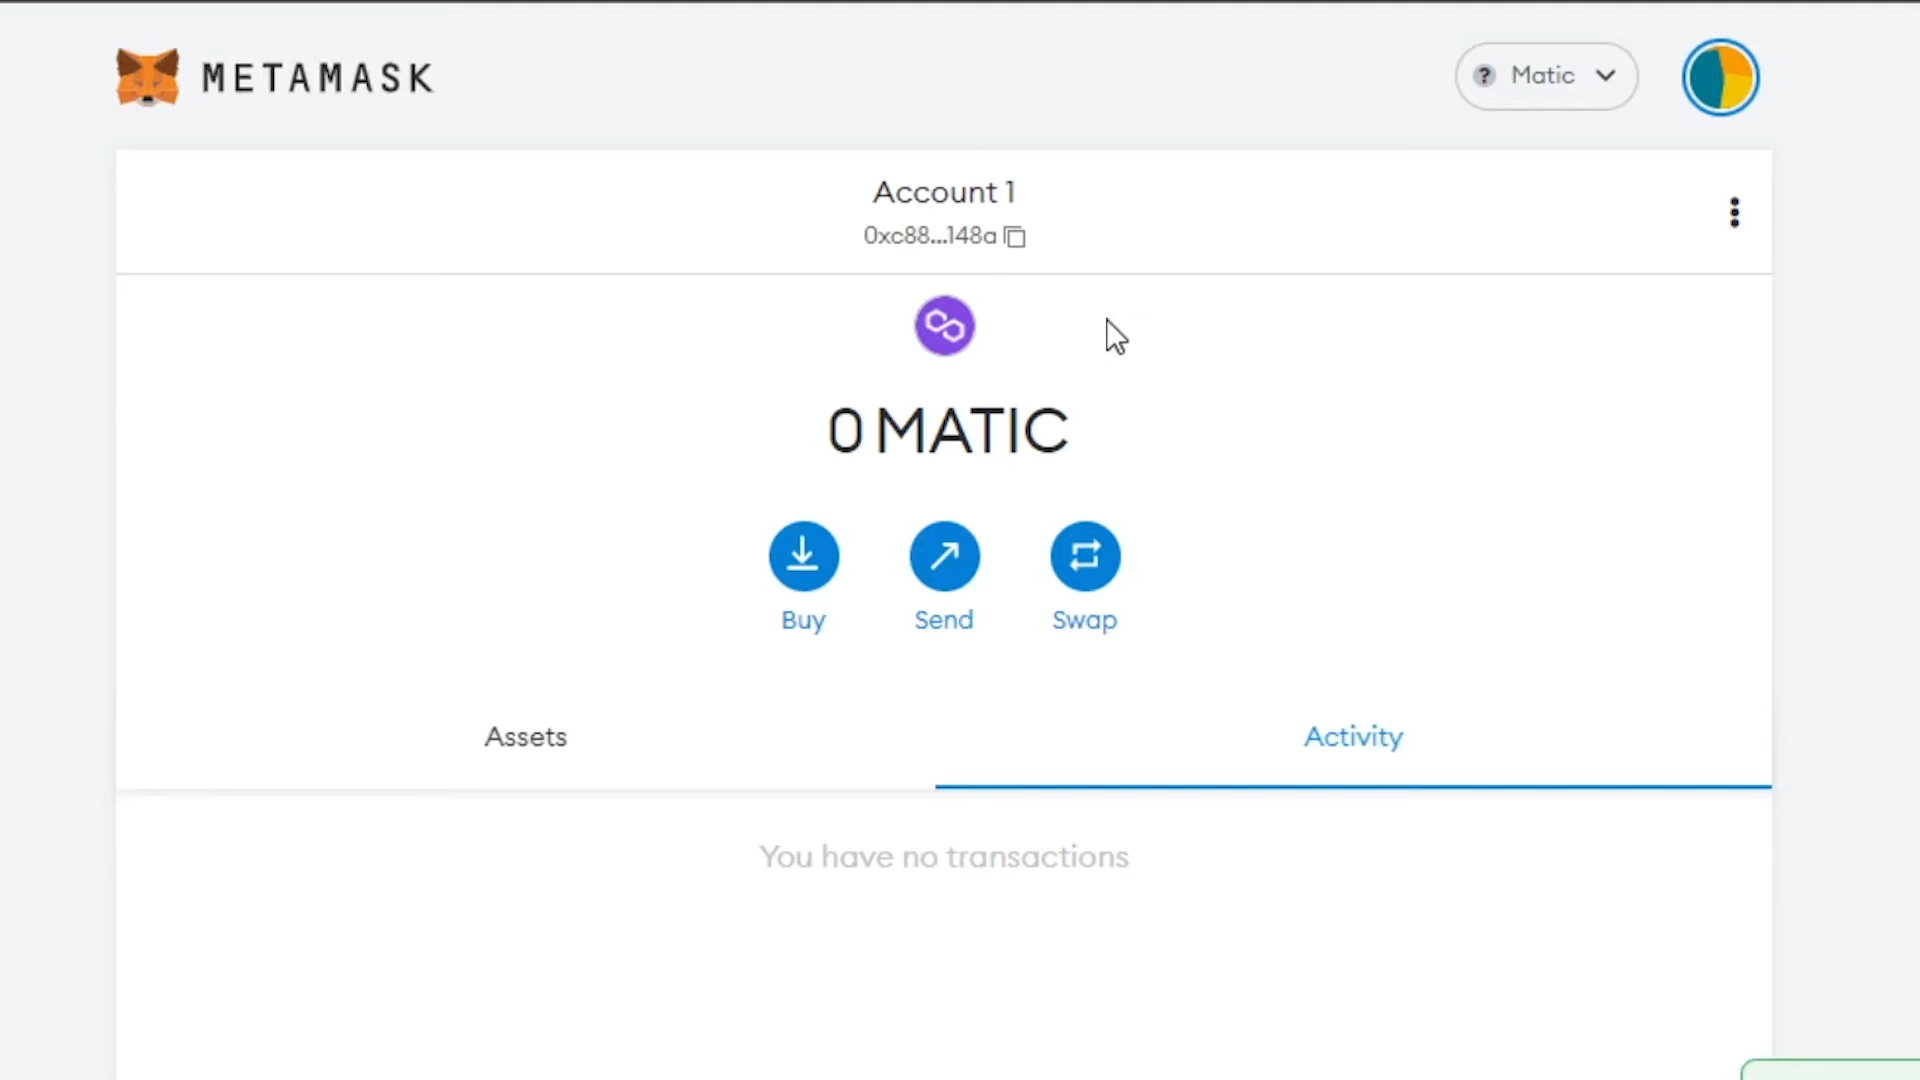 METAMASK
? Matic
Account 1
0xc88...148a
0 MATIC
Buy Send Swap
Assets Activity
You have no transactions